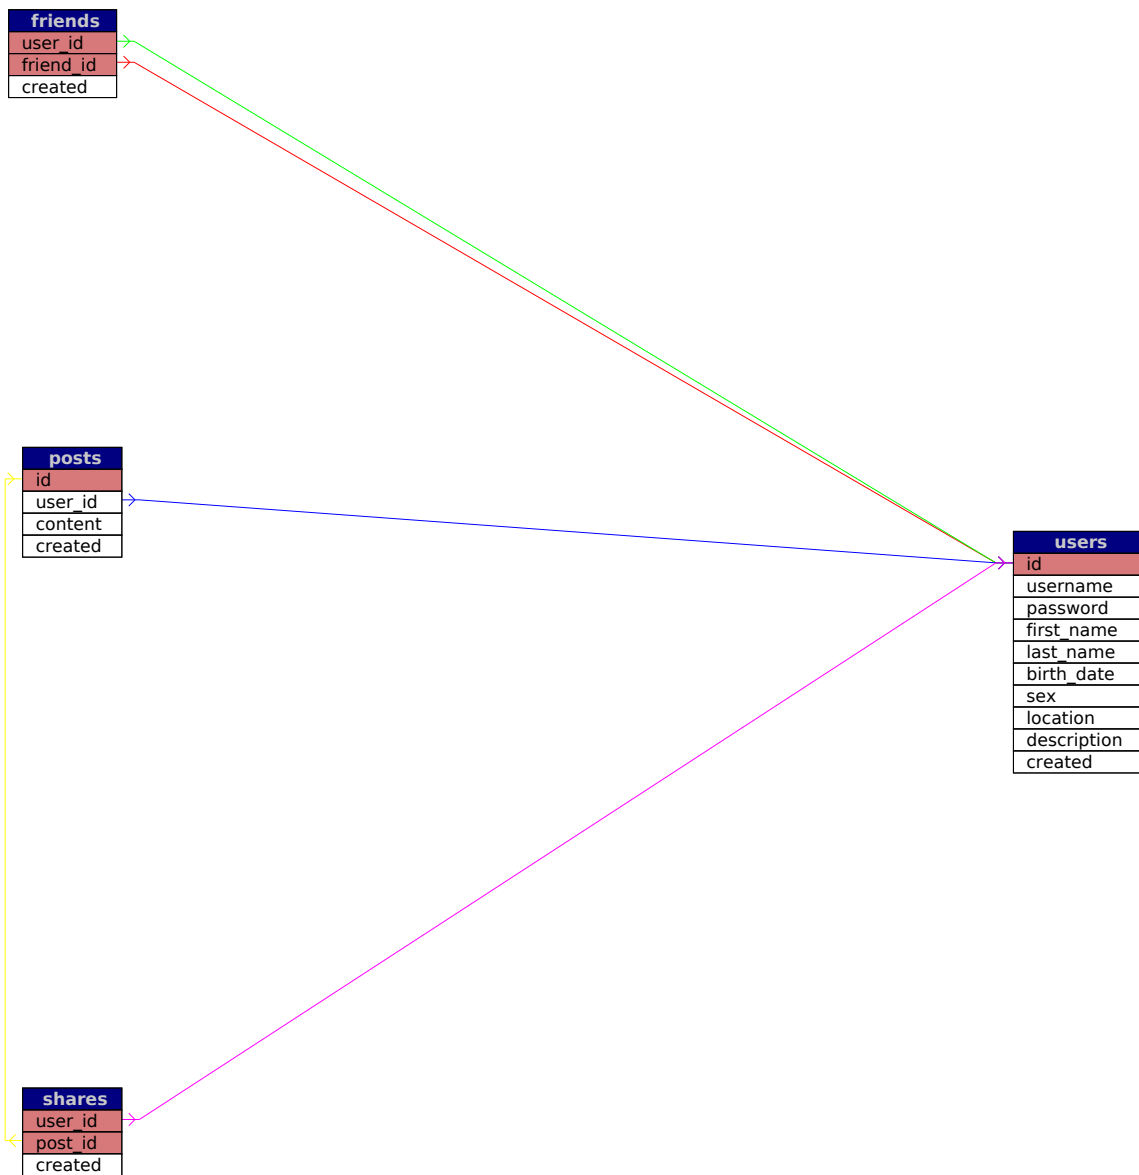 friends
user_id
friend_id
created
posts
id
user_id
content
created
users
id
username
password
first_name
last_name
birth_date
sex
location
description
created
shares
user_id
post_id
created